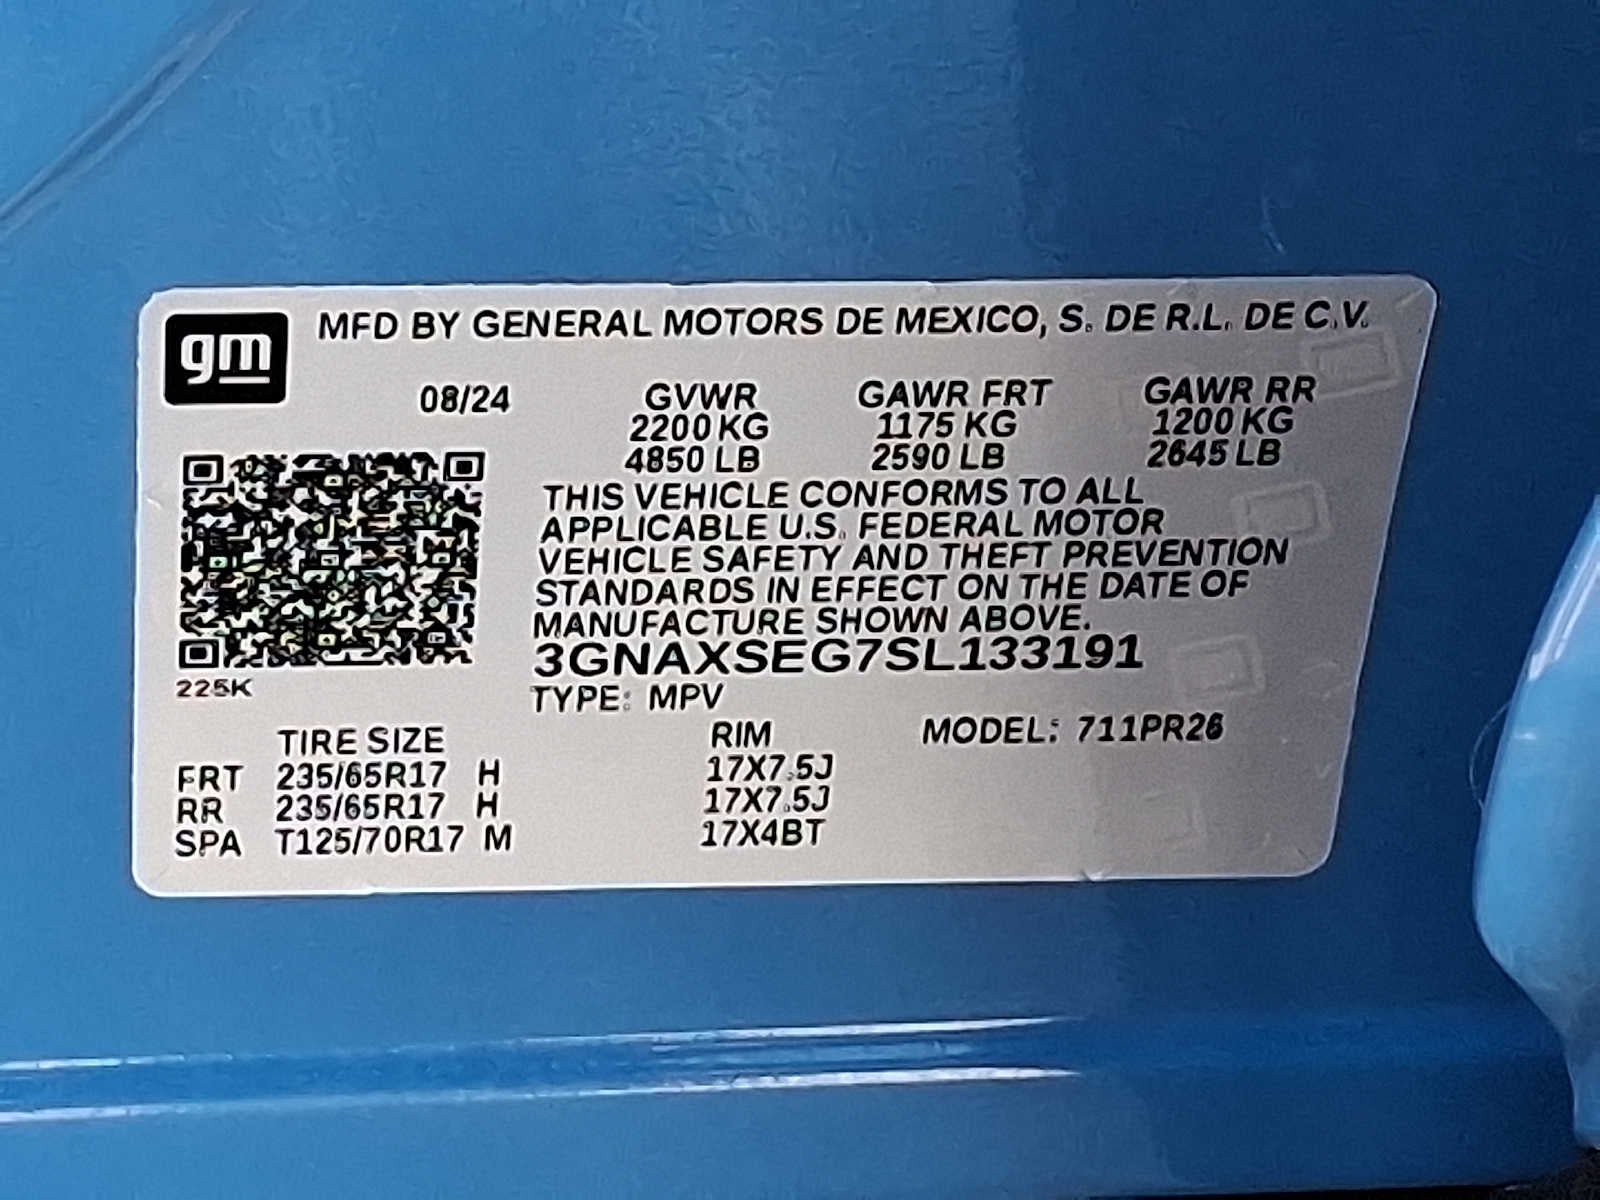 gm
MFD BY GENERAL MOTORS DE MEXICO, S. DE R.L. DE C.V.
08/24 GVWR GAWR FRT GAWR RR
2200 KG 1175 KG 1200 KG
4850 LB 2590 LB 2645 LB
THIS VEHICLE CONFORMS TO ALL
APPLICABLE U.S. FEDERAL MOTOR
VEHICLE SAFETY AND THEFT PREVENTION
STANDARDS IN EFFECT ON THE DATE OF
MANUFACTURE SHOWN ABOVE.
3GNAXSEG7SL133191
225K
TYPE: MPV
TIRE SIZE RIM MODEL: 711PR26
FRT 235/65R17 H 17X7.5J
RR 235/65R17 H 17X7.5J
SPA T125/70R17 M 17X4BT